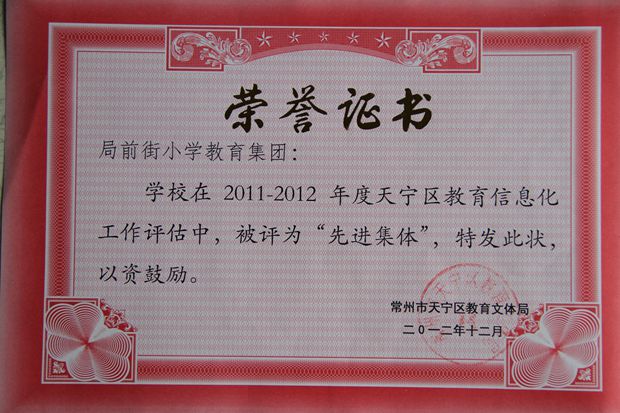 荣誉证书
局前街小学教育集团：
学校在 2011-2012 年度天宁区教育信息化
工作评估中，被评为“先进集体”，特发此状，
以资鼓励。
常州市天宁区教育文体局
二0一二年十二月